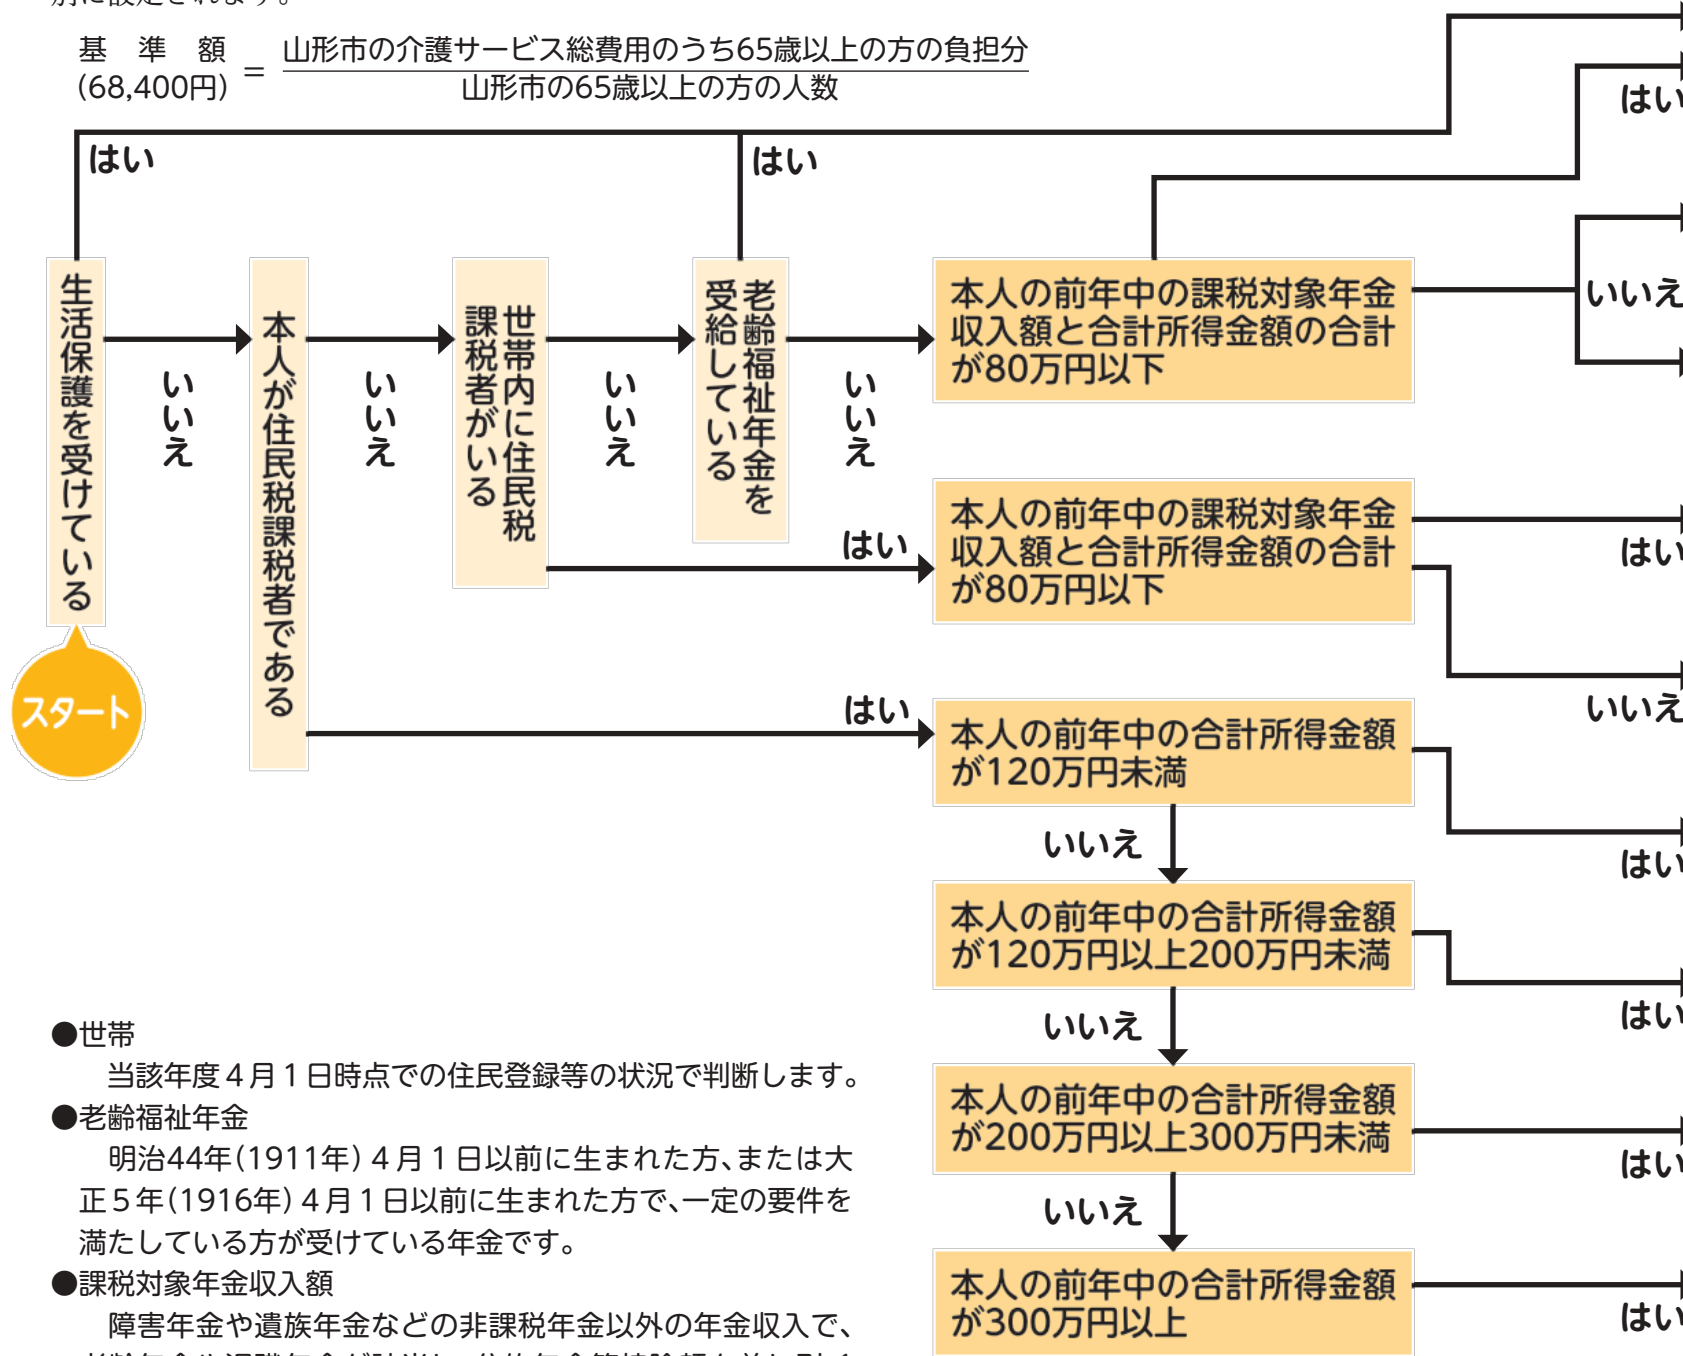 別に設定されます。
基準額
(68,400円)
=
山形市の介護サービス総費用のうち65歳以上の方の負担分
山形市の65歳以上の方の人数
はい
はい
はい
生活保護を受けている
いいえ
本人が住民税課税者である
いいえ
世帯内に住民税
課税者がいる
いいえ
老齢福祉年金を
受給している
いいえ
本人の前年中の課税対象年金
収入額と合計所得金額の合計
が80万円以下
いいえ
はい
本人の前年中の課税対象年金
収入額と合計所得金額の合計
が80万円以下
はい
いいえ
スタート
はい
本人の前年中の合計所得金額
が120万円未満
はい
いいえ
本人の前年中の合計所得金額
が120万円以上200万円未満
はい
いいえ
本人の前年中の合計所得金額
が200万円以上300万円未満
はい
いいえ
本人の前年中の合計所得金額
が300万円以上
はい
●世帯
当該年度4月1日時点での住民登録等の状況で判断します。
●老齢福祉年金
明治44年(1911年)4月1日以前に生まれた方、または大
正5年(1916年)4月1日以前に生まれた方で、一定の要件を
満たしている方が受けている年金です。
●課税対象年金収入額
障害年金や遺族年金などの非課税年金以外の年金収入で、